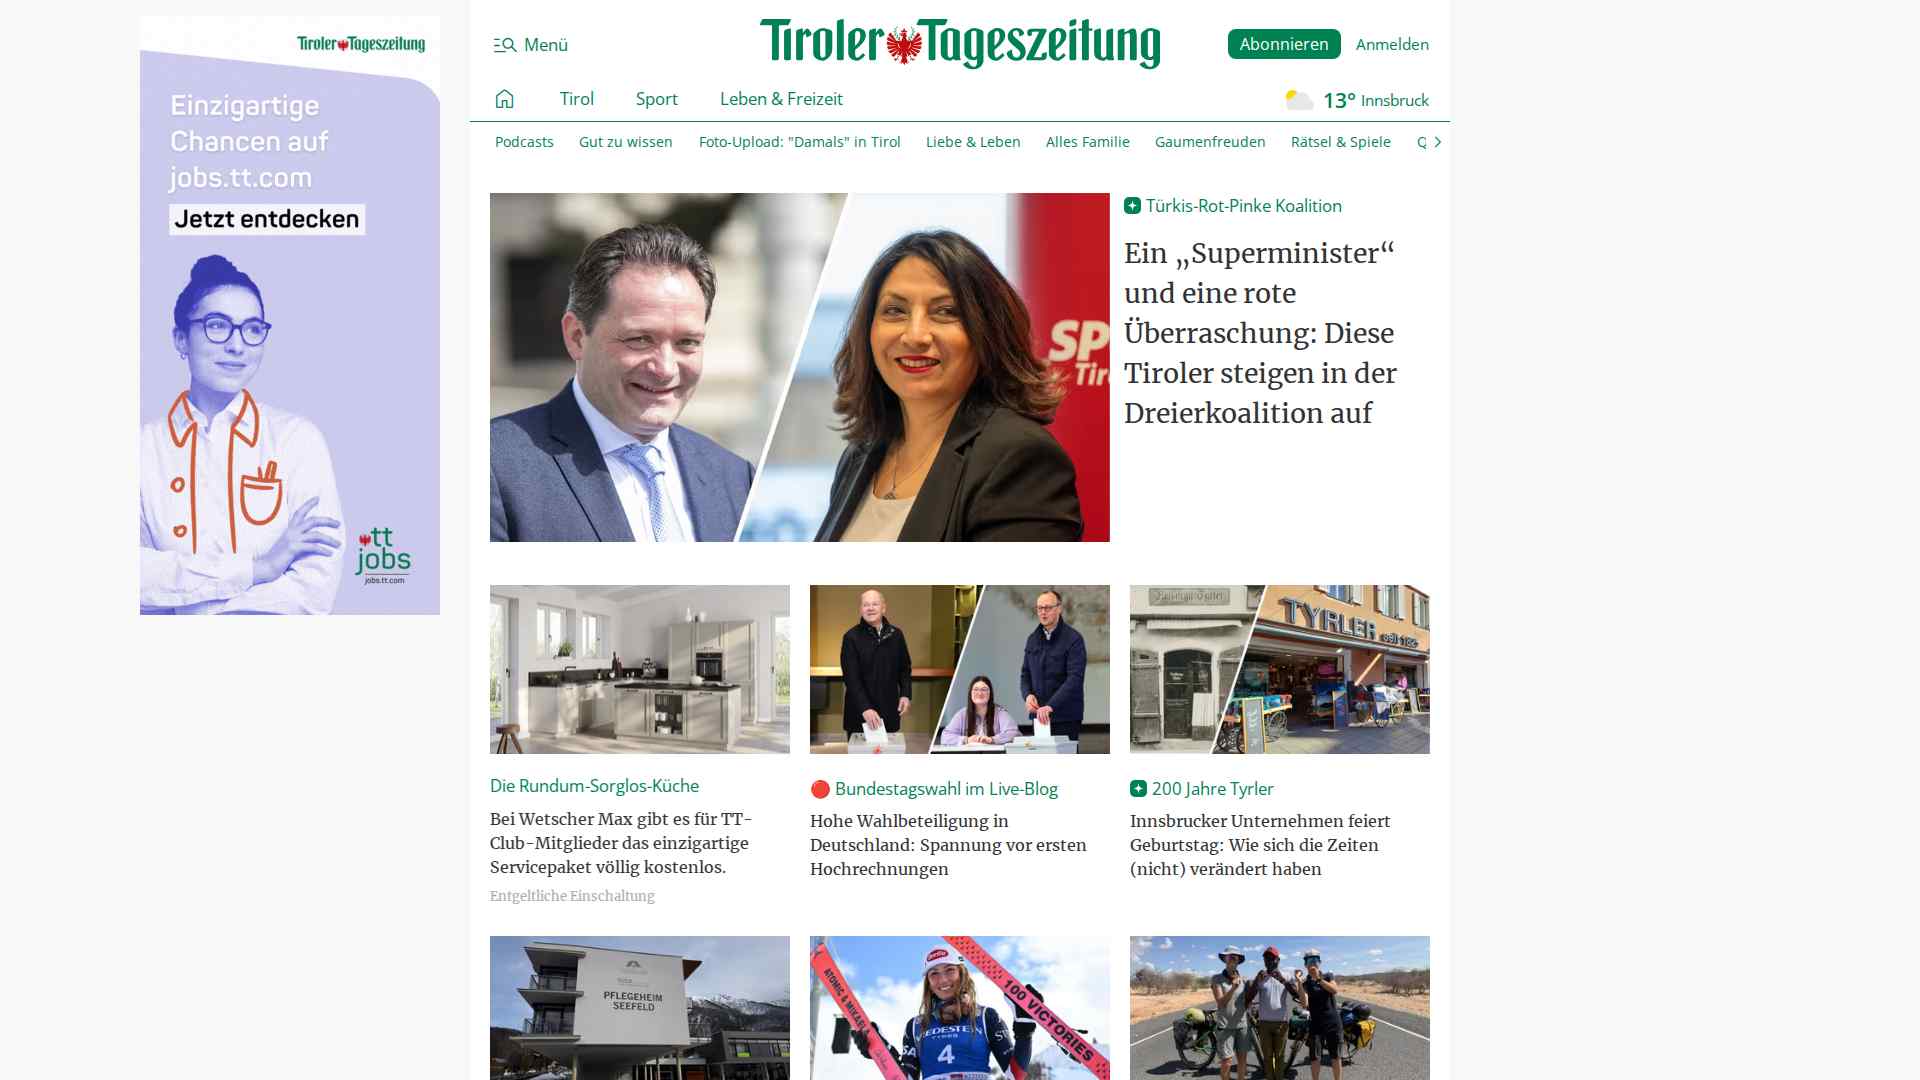 Tiroler Tageszeitung
Einzigartige
Chancen auf
jobs.tt.com
Jetzt entdecken
tt
jobs
jobs.tt.com
Menü
Tiroler Tageszeitung
Abonnieren
Anmelden
Tirol
Sport
Leben & Freizeit
13° Innsbruck
Podcasts
Gut zu wissen
Foto-Upload: "Damals" in Tirol
Liebe & Leben
Alles Familie
Gaumenfreuden
Rätsel & Spiele
Q
SP
Tir
Türkis-Rot-Pinke Koalition
Ein „Superminister“
und eine rote
Überraschung: Diese
Tiroler steigen in der
Dreierkoalition auf
Die Rundum-Sorglos-Küche
Bei Wetscher Max gibt es für TT-
Club-Mitglieder das einzigartige
Servicepaket völlig kostenlos.
Entgeltliche Einschaltung
Bundestagswahl im Live-Blog
Hohe Wahlbeteiligung in
Deutschland: Spannung vor ersten
Hochrechnungen
TYRLER
200 Jahre Tyrler
Innsbrucker Unternehmen feiert
Geburtstag: Wie sich die Zeiten
(nicht) verändert haben
PFLEGEHEIM
SEEFELD
ATOMIC & MIKAELA
100 VICTORIES
4